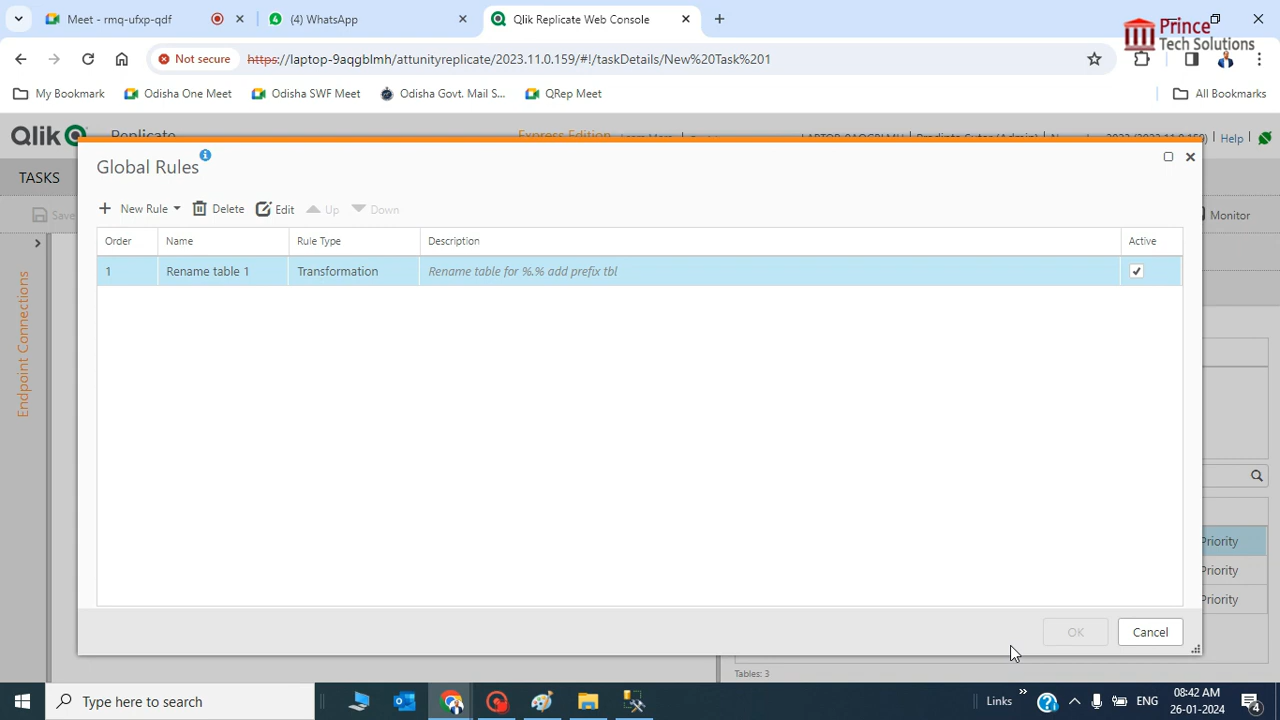 Meet - rmq-ufxp-qdf
(4) WhatsApp
Qlik Replicate Web Console
Prince
Tech Solutions
Not secure
https://laptop-9aqgblmh/attunityreplicate/2023.11.0.159/#!/taskDetails/New%20Task%201
My Bookmark
Odisha One Meet
Odisha SWF Meet
Odisha Govt. Mail S...
QRep Meet
All Bookmarks
Qlik
Replicate
Express Edition
Help
TASKS
Save
Monitor
Global Rules
New Rule
Delete
Edit
Up
Down
Order
Name
Rule Type
Description
Active
1
Rename table 1
Transformation
Rename table for %.% add prefix tbl
Endpoint Connections
Priority
Priority
Priority
OK
Cancel
Tables: 3
Type here to search
Links
ENG
08:42 AM
26-01-2024
4